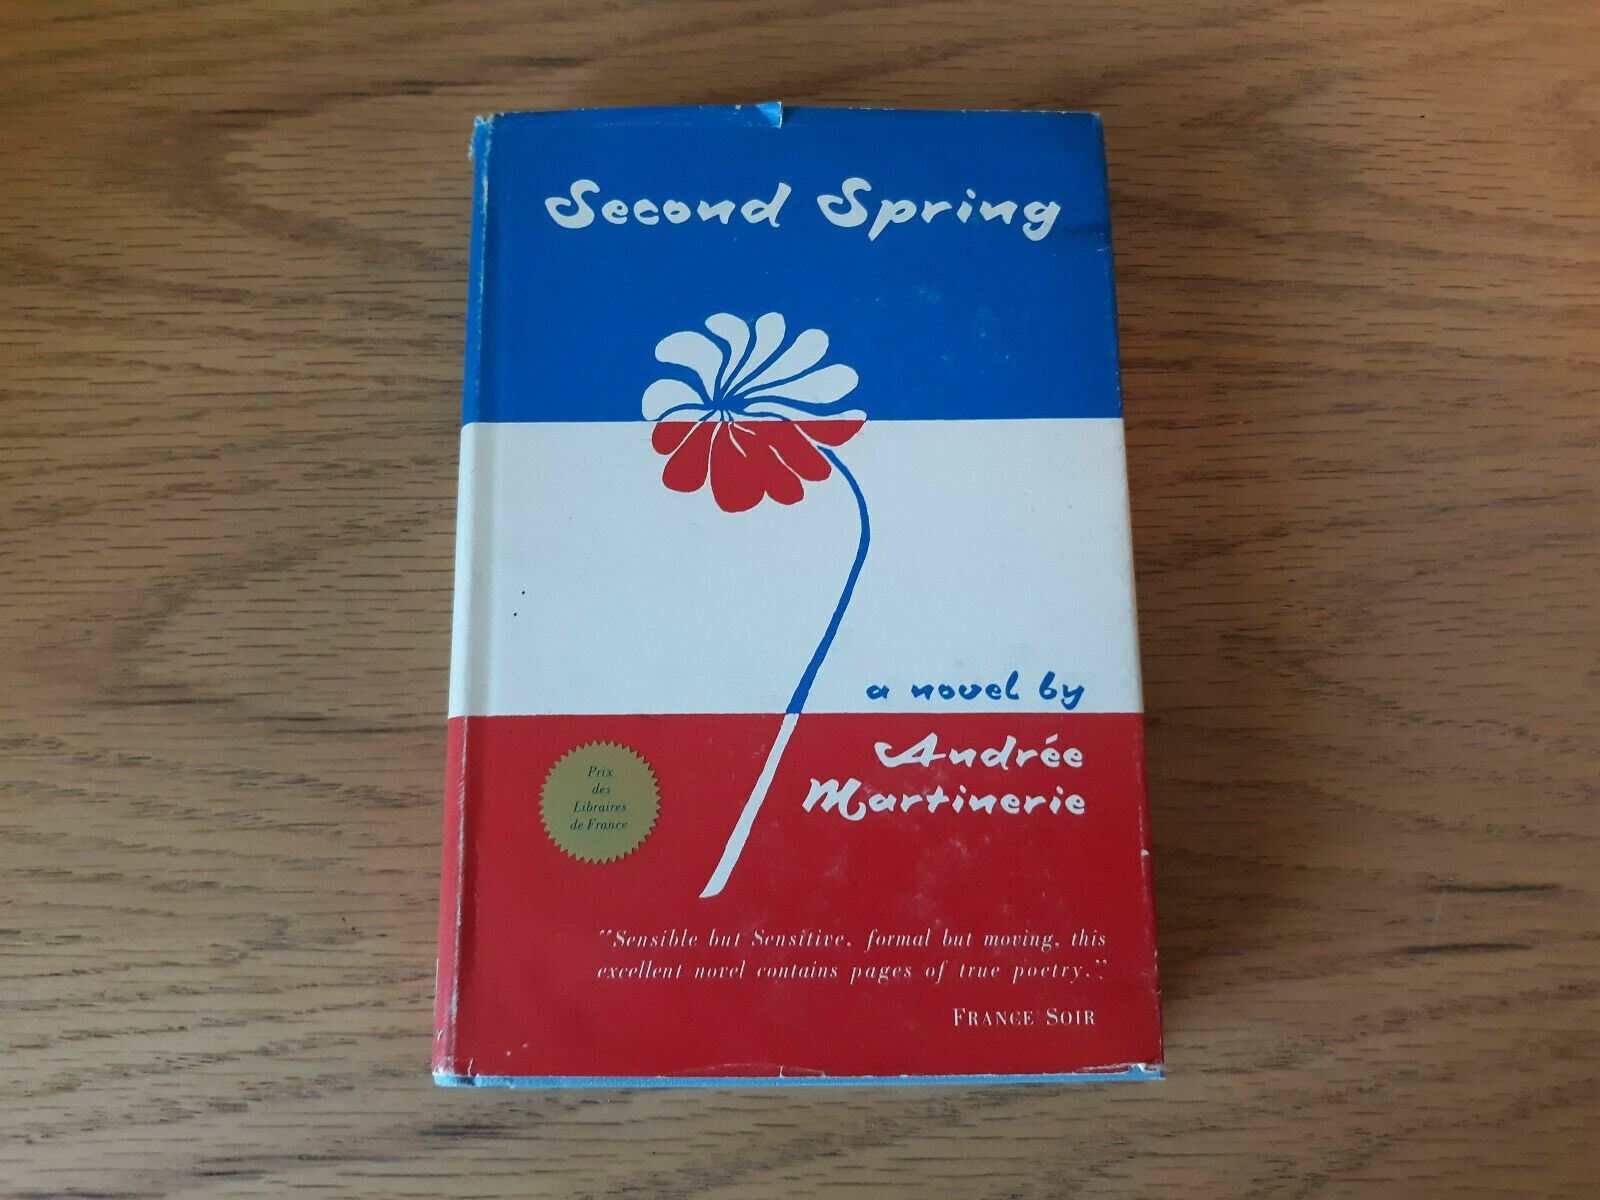 Second Spring
a novel by
Andrée
Martinerie
Prix
des
Libraires
de France
"Sensible but Sensitive, formal but moving, this
excellent novel contains pages of true poetry."
FRANCE SOIR